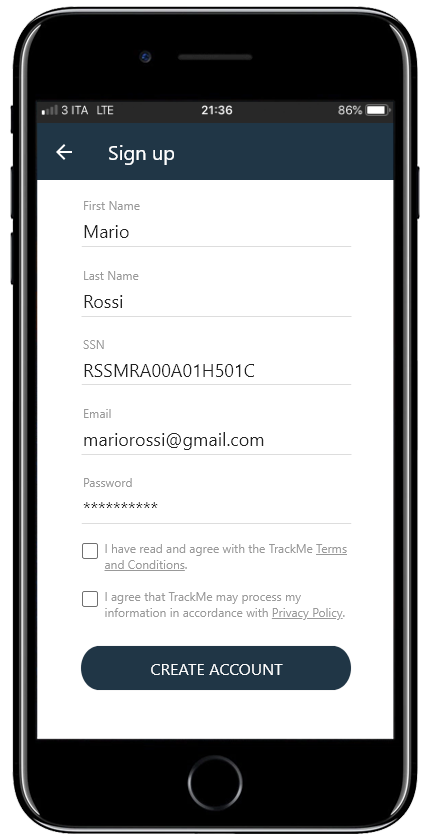 3 ITA LTE 21:36 86%
Sign up
First Name
Mario
Last Name
Rossi
SSN
RSSMRA00A01H501C
Email
mariorossi@gmail.com
Password
**********
I have read and agree with the TrackMe Terms
and Conditions.
I agree that TrackMe may process my
information in accordance with Privacy Policy.
CREATE ACCOUNT